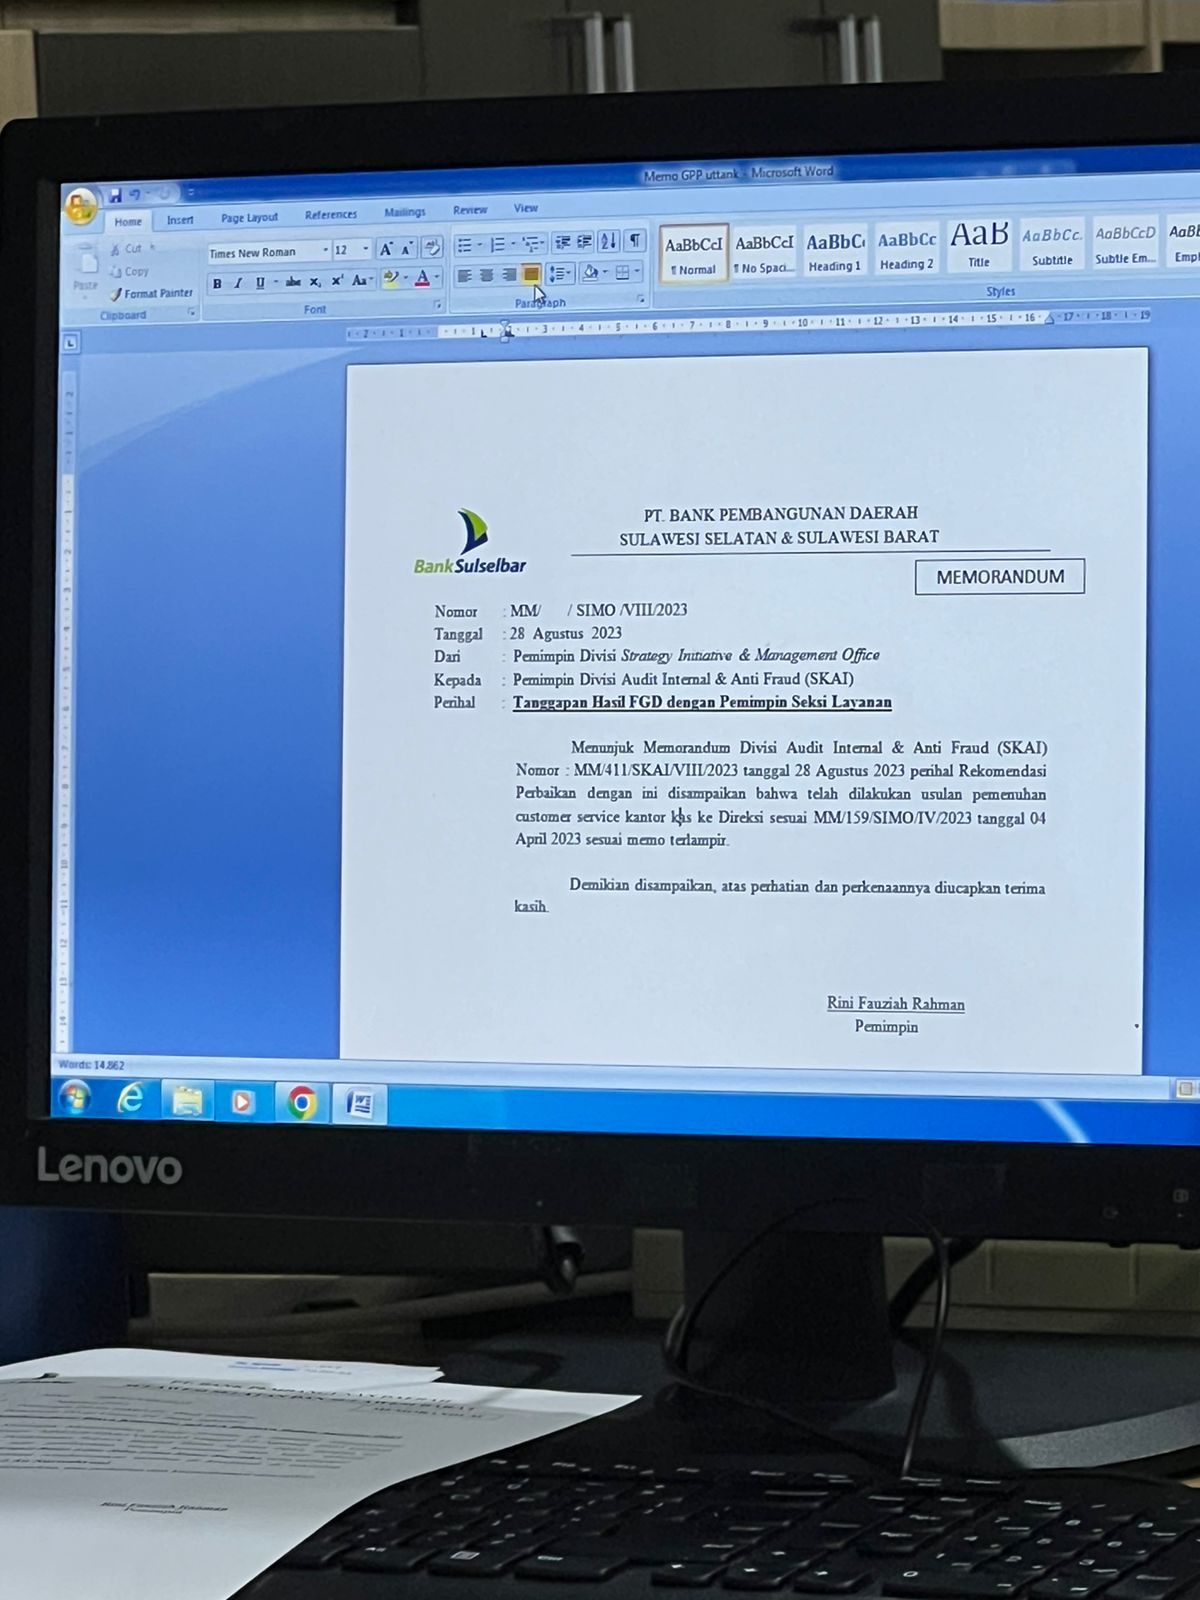 Memo GPP uttank - Microsoft Word
Home Insert Page Layout References Mailings Review View
Cut
Copy
Paste
Format Painter
Clipboard
Times New Roman 12
Font
Paragraph
AaBbCcI AaBbCcI AaBbC AaBbCc AaB AaBbCc. AaBbCcD AaBb
¶ Normal ¶ No Spaci... Heading 1 Heading 2 Title Subtitle Subtle Em... Emp
Styles
BankSulselbar
PT. BANK PEMBANGUNAN DAERAH
SULAWESI SELATAN & SULAWESI BARAT
MEMORANDUM
Nomor : MM/ / SIMO /VIII/2023
Tanggal : 28 Agustus 2023
Dari : Pemimpin Divisi Strategy Initiative & Management Office
Kepada : Pemimpin Divisi Audit Internal & Anti Fraud (SKAI)
Perihal : Tanggapan Hasil FGD dengan Pemimpin Seksi Layanan
Menunjuk Memorandum Divisi Audit Internal & Anti Fraud (SKAI)
Nomor : MM/411/SKAI/VIII/2023 tanggal 28 Agustus 2023 perihal Rekomendasi
Perbaikan dengan ini disampaikan bahwa telah dilakukan usulan pemenuhan
customer service kantor kas ke Direksi sesuai MM/159/SIMO/IV/2023 tanggal 04
April 2023 sesuai memo terlampir.
Demikian disampaikan, atas perhatian dan perkenaannya diucapkan terima
kasih.
Rini Fauziah Rahman
Pemimpin
Words: 14.862
Lenovo